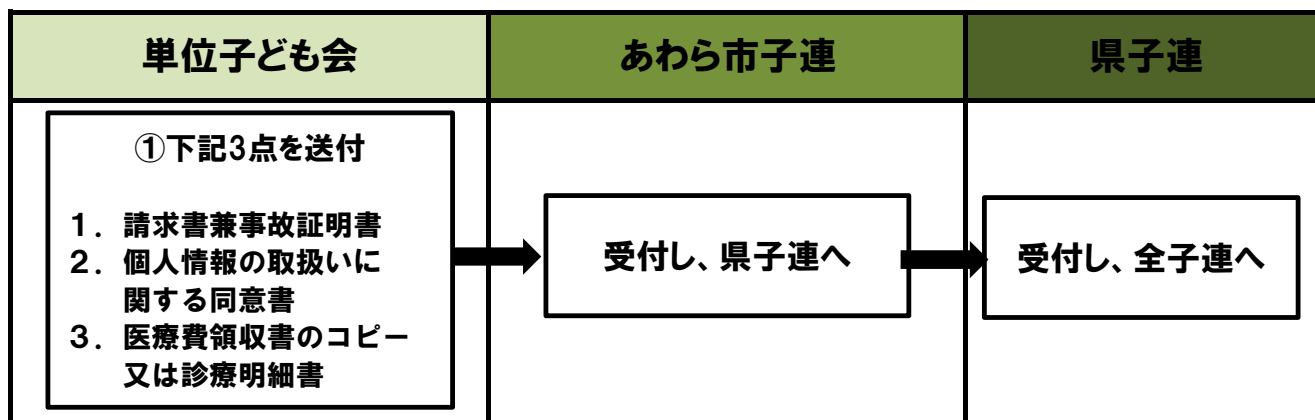 単位子ども会
あわら市子連
県子連
①下記3点を送付
１．請求書兼事故証明書
２．個人情報の取扱いに
関する同意書
３．医療費領収書のコピー
又は診療明細書
受付し、県子連へ
受付し、全子連へ